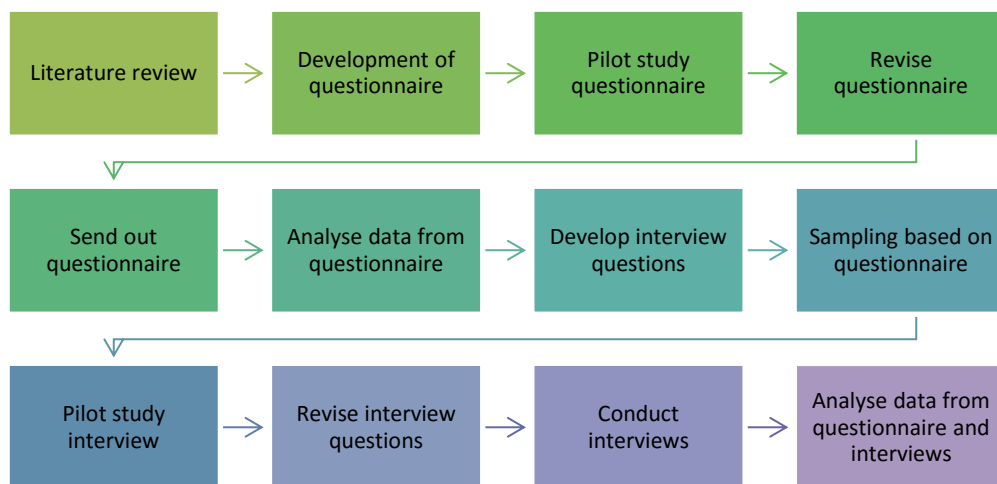 Literature review
Development of
questionnaire
Pilot study
questionnaire
Revise
questionnaire
Send out
questionnaire
Analyse data from
questionnaire
Develop interview
questions
Sampling based on
questionnaire
Pilot study
interview
Revise interview
questions
Conduct
interviews
Analyse data from
questionnaire and
interviews